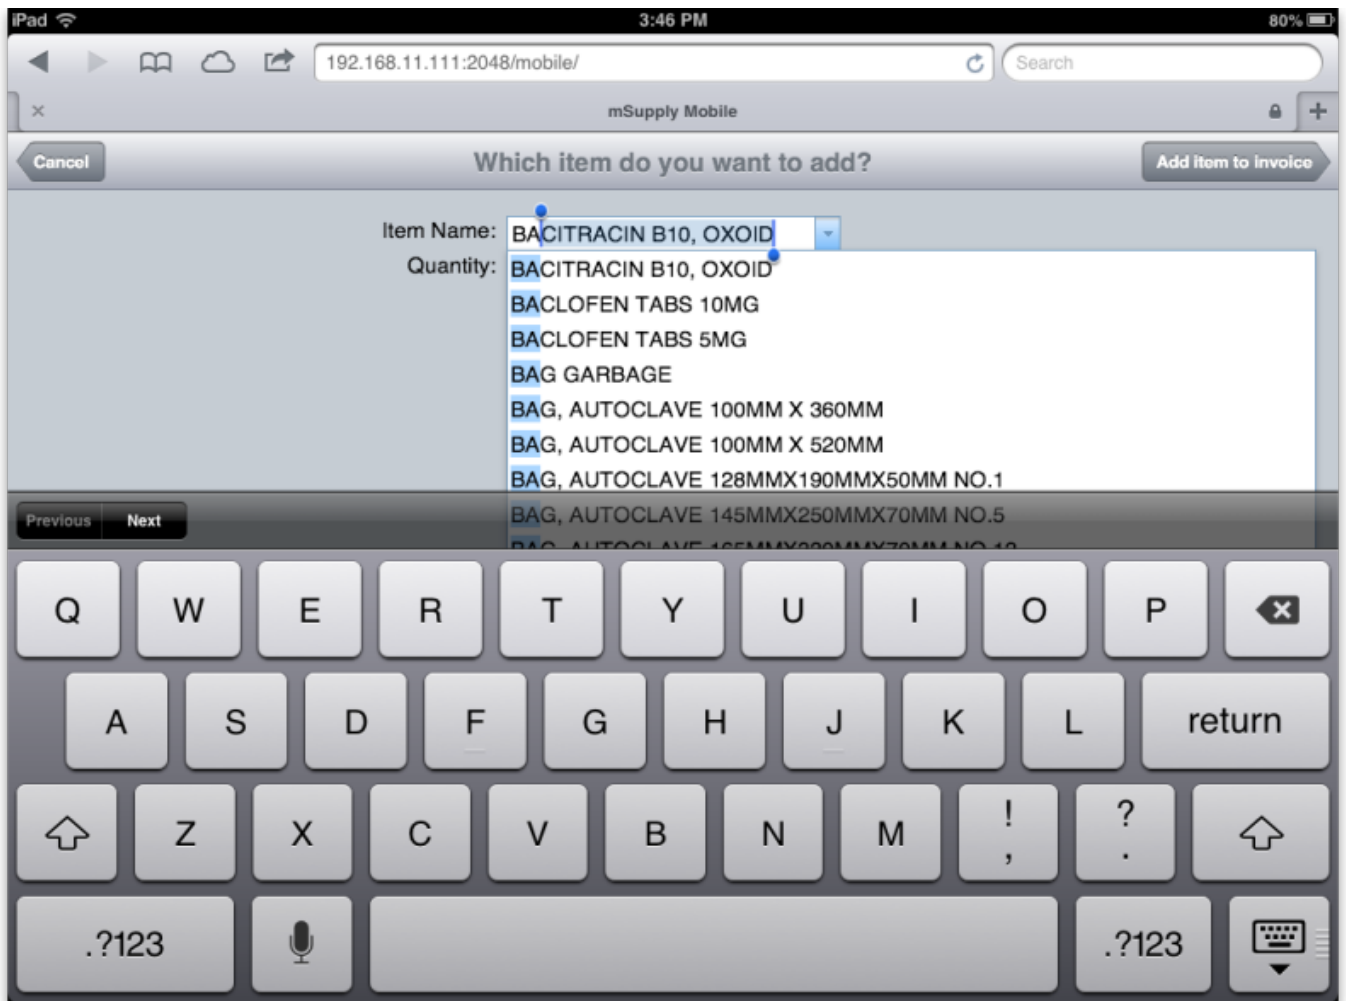 iPad 3:46 PM 80%
192.168.11.111:2048/mobile/ Search
mSupply Mobile
Cancel Which item do you want to add? Add item to invoice
Item Name: BACITRACIN B10, OXOID
Quantity: BACITRACIN B10, OXOID
BACLOFEN TABS 10MG
BACLOFEN TABS 5MG
BAG GARBAGE
BAG, AUTOCLAVE 100MM X 360MM
BAG, AUTOCLAVE 100MM X 520MM
BAG, AUTOCLAVE 128MMX190MMX50MM NO.1
Previous Next BAG, AUTOCLAVE 145MMX250MMX70MM NO.5
BAG, AUTOCLAVE
Q W E R T Y U I O P
A S D F G H J K L return
Z X C V B N M ! , ? .
.?123 .?123